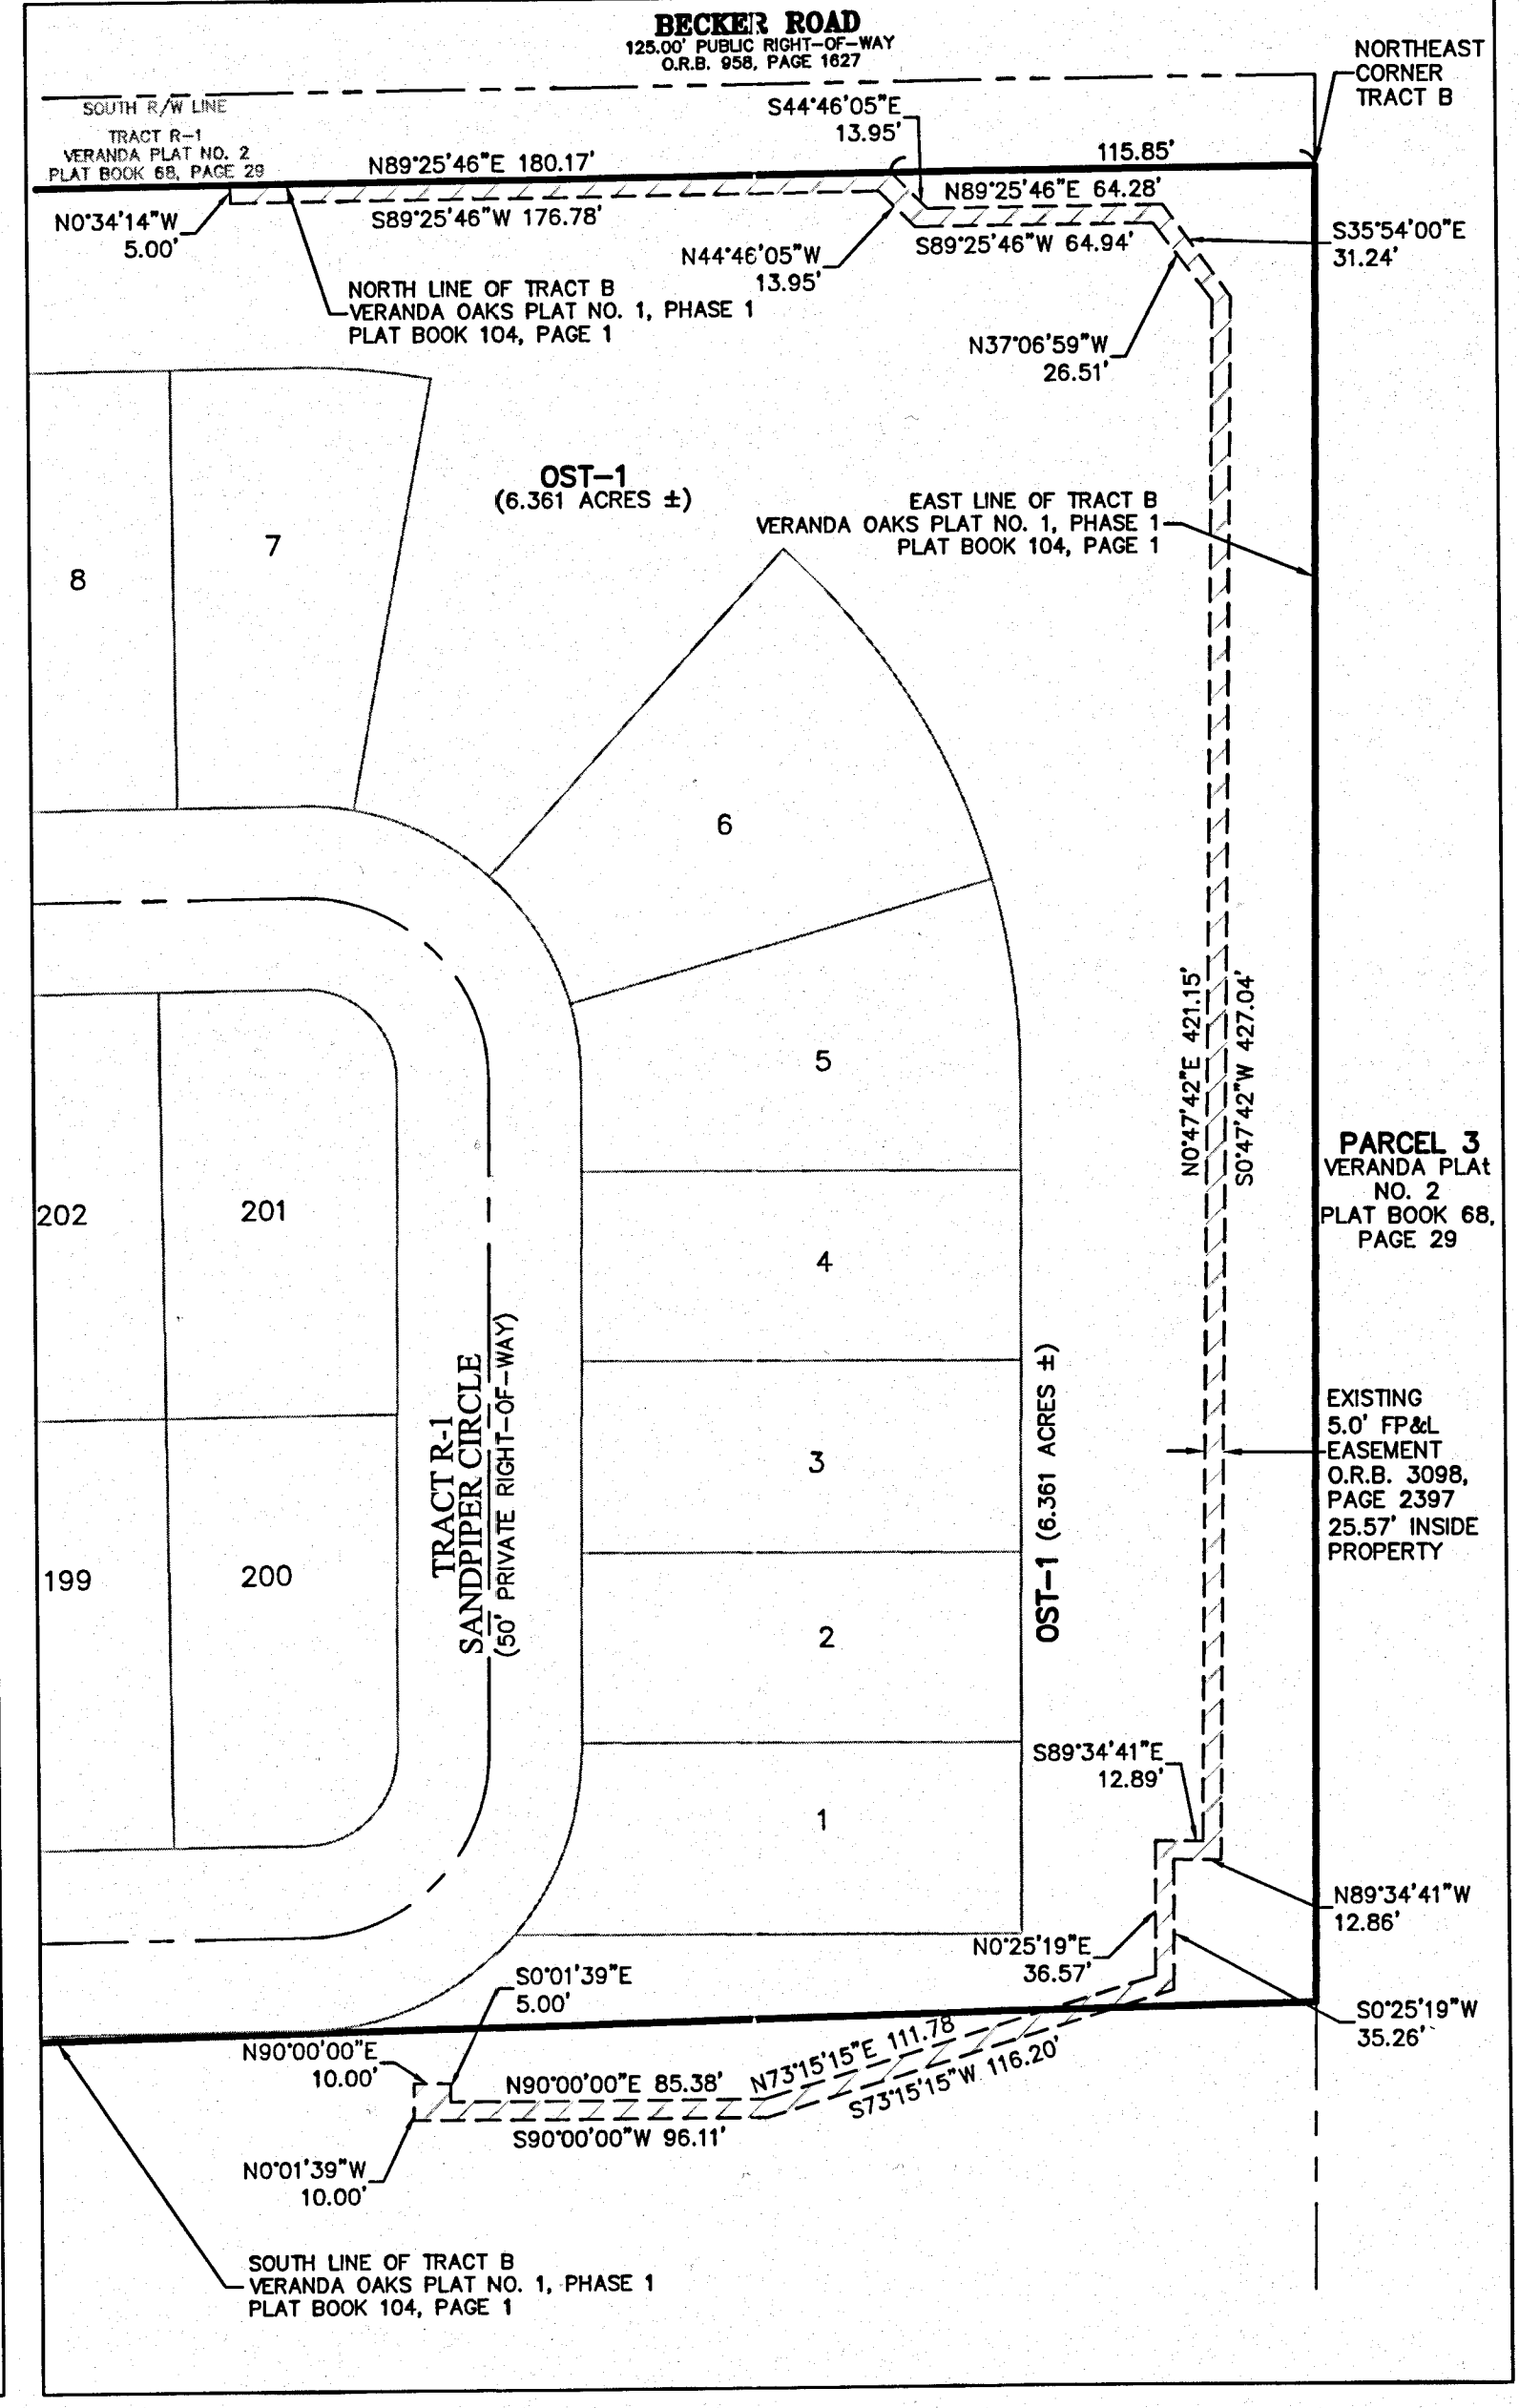 BECKER ROAD
125.00' PUBLIC RIGHT-OF-WAY
O.R.B. 958, PAGE 1627
NORTHEAST
CORNER
TRACT B
SOUTH R/W LINE
TRACT R-1
VERANDA PLAT NO. 2
PLAT BOOK 68, PAGE 29
S44°46'05"E
13.95'
N89°25'46"E 180.17'
115.85'
N0°34'14"W
5.00'
S89°25'46"W 176.78'
N89°25'46"E 64.28'
S89°25'46"W 64.94'
N44°46'05"W
13.95'
S35°54'00"E
31.24'
NORTH LINE OF TRACT B
VERANDA OAKS PLAT NO. 1, PHASE 1
PLAT BOOK 104, PAGE 1
N37°06'59"W
26.51'
OST-1
(6.361 ACRES ±)
EAST LINE OF TRACT B
VERANDA OAKS PLAT NO. 1, PHASE 1
PLAT BOOK 104, PAGE 1
8
7
6
5
N0°47'42"E 421.15'
S0°47'42"W 427.04'
PARCEL 3
VERANDA PLAt
NO. 2
PLAT BOOK 68,
PAGE 29
202
201
4
TRACT R-1
SANDPIPER CIRCLE
(50' PRIVATE RIGHT-OF-WAY)
3
OST-1 (6.361 ACRES ±)
EXISTING
5.0' FP&L
EASEMENT
O.R.B. 3098,
PAGE 2397
25.57' INSIDE
PROPERTY
199
200
2
1
S89°34'41"E
12.89'
N89°34'41"W
12.86'
N0°25'19"E
36.57'
S0°25'19"W
35.26'
S0°01'39"E
5.00'
N90°00'00"E
10.00'
N90°00'00"E 85.38'
N73°15'15"E 111.78
S73°15'15"W 116.20'
S90°00'00"W 96.11'
N0°01'39"W
10.00'
SOUTH LINE OF TRACT B
VERANDA OAKS PLAT NO. 1, PHASE 1
PLAT BOOK 104, PAGE 1